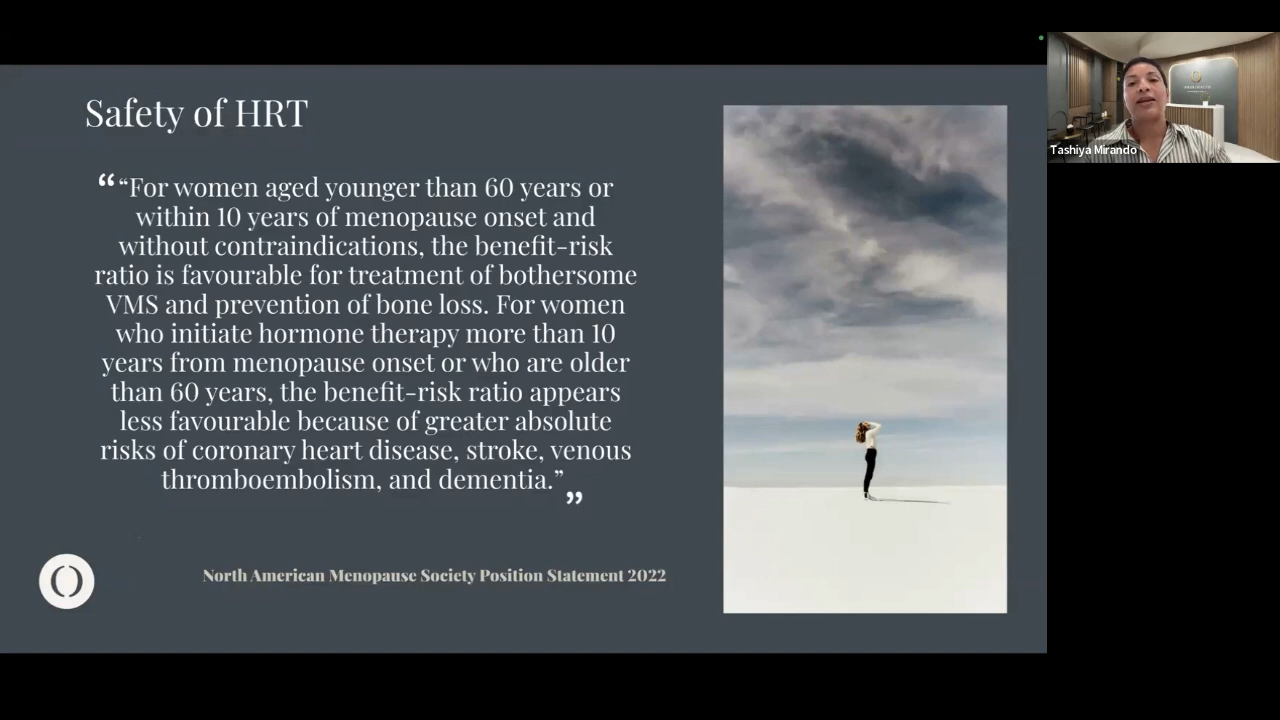 Safety of HRT
“ “For women aged younger than 60 years or
within 10 years of menopause onset and
without contraindications, the benefit-risk
ratio is favourable for treatment of bothersome
VMS and prevention of bone loss. For women
who initiate hormone therapy more than 10
years from menopause onset or who are older
than 60 years, the benefit-risk ratio appears
less favourable because of greater absolute
risks of coronary heart disease, stroke, venous
thromboembolism, and dementia.”
”
North American Menopause Society Position Statement 2022
Tashiya Mirando